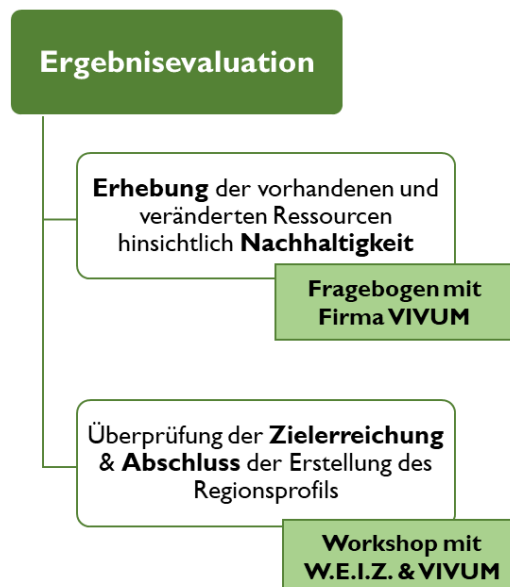 Ergebnisevaluation
Erhebung der vorhandenen und
veränderten Ressourcen
hinsichtlich Nachhaltigkeit
Fragebogen mit
Firma VIVUM
Überprüfung der Zielerreichung
& Abschluss der Erstellung des
Regionsprofils
Workshop mit
W.E.I.Z. & VIVUM